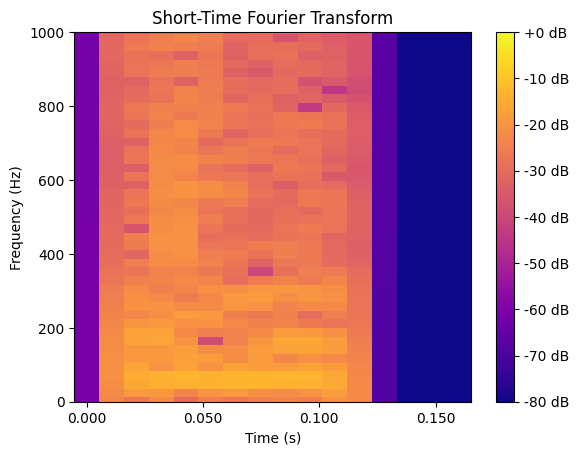 Short-Time Fourier Transform
Frequency (Hz)
1000
800
600
400
200
0
0.000
0.050
0.100
0.150
Time (s)
+0 dB
-10 dB
-20 dB
-30 dB
-40 dB
-50 dB
-60 dB
-70 dB
-80 dB